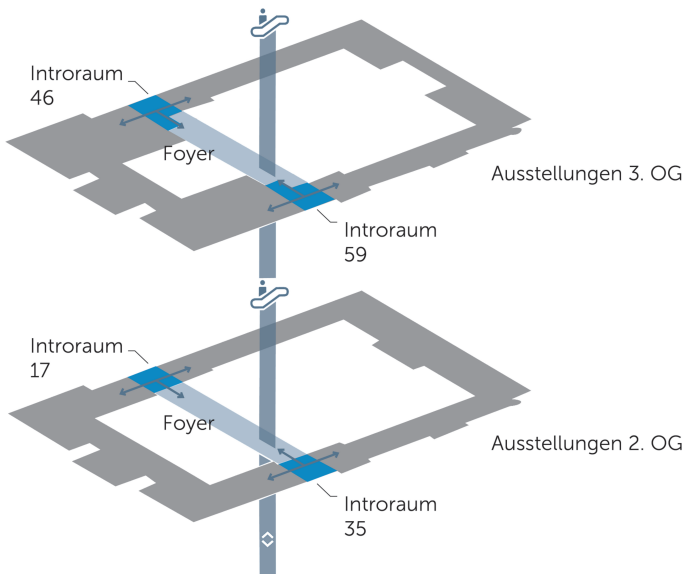 Introraum
46
Foyer
Ausstellungen 3. OG
Introraum
59
Introraum
17
Foyer
Ausstellungen 2. OG
Introraum
35